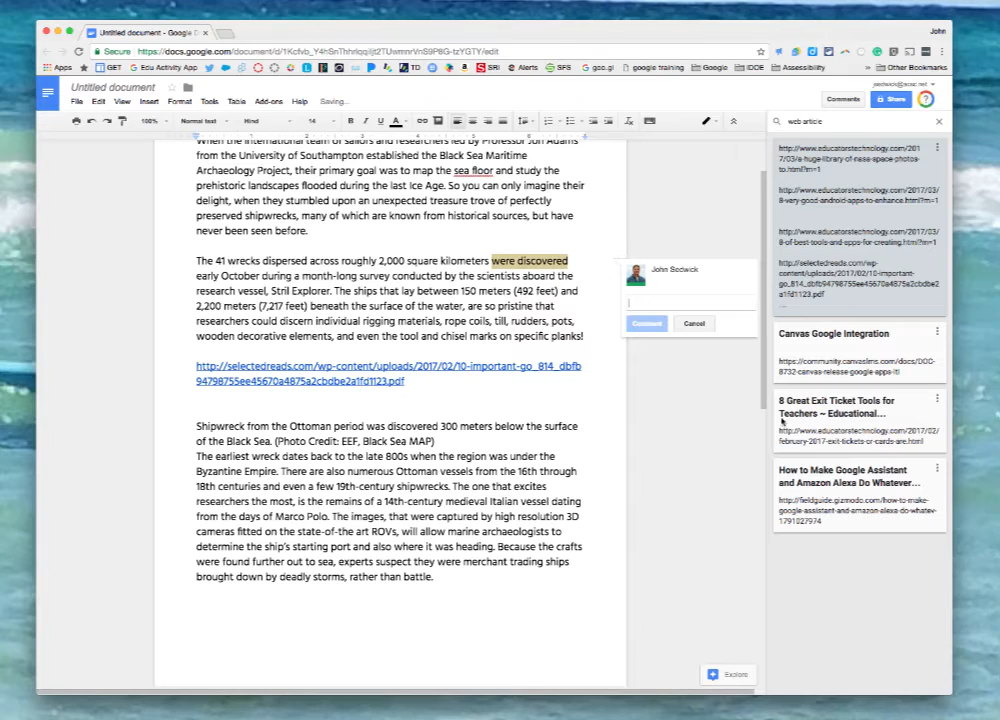 Untitled document - Google D
John
Secure https://docs.google.com/document/d/1Kcfvb_Y4hSnThhrlqqiIjt2TUwmnrVnS9P8G-tzYGTY/edit
Apps GET Edu Activity App TD SRI Alerts SFS goo.gl google training Google IDOE Accessibility » Other Bookmarks
Untitled document
File Edit View Insert Format Tools Table Add-ons Help Saving...
Comments Share
100% Normal text Hind 14 B I U A
web article
1 2 3 4 5 6
When the international team of sailors and researchers led by Professor Jon Adams
from the University of Southampton established the Black Sea Maritime
Archaeology Project, their primary goal was to map the sea floor and study the
prehistoric landscapes flooded during the last Ice Age. So you can only imagine their
delight, when they stumbled upon an unexpected treasure trove of perfectly
preserved shipwrecks, many of which are known from historical sources, but have
never been seen before.
The 41 wrecks dispersed across roughly 2,000 square kilometers were discovered
early October during a month-long survey conducted by the scientists aboard the
research vessel, Stril Explorer. The ships that lay between 150 meters (492 feet) and
2,200 meters (7,217 feet) beneath the surface of the water, are so pristine that
researchers could discern individual rigging materials, rope coils, till, rudders, pots,
wooden decorative elements, and even the tool and chisel marks on specific planks!
http://selectedreads.com/wp-content/uploads/2017/02/10-important-go_814_dbfb
94798755ee45670a4875a2cbdbe2a1fd1123.pdf
Shipwreck from the Ottoman period was discovered 300 meters below the surface
of the Black Sea. (Photo Credit: EEF, Black Sea MAP)
The earliest wreck dates back to the late 800s when the region was under the
Byzantine Empire. There are also numerous Ottoman vessels from the 16th through
18th centuries and even a few 19th-century shipwrecks. The one that excites
researchers the most, is the remains of a 14th-century medieval Italian vessel dating
from the days of Marco Polo. The images, that were captured by high resolution 3D
cameras fitted on the state-of-the art ROVs, will allow marine archaeologists to
determine the ship's starting port and also where it was heading. Because the crafts
were found further out to sea, experts suspect they were merchant trading ships
brought down by deadly storms, rather than battle.
John Sedwick
Comment Cancel
http://www.educatorstechnology.com/201
7/03/a-huge-library-of-nasa-space-photos-
to.html?m=1
http://www.educatorstechnology.com/2017/03/
8-very-good-android-apps-to-enhance.html?m=1
http://www.educatorstechnology.com/2017/03/
8-of-best-tools-and-apps-for-creating.html?m=1
http://selectedreads.com/wp-
content/uploads/2017/02/10-important-
go_814_dbfb94798755ee45670a4875a2cbdbe2
a1fd1123.pdf
...
Canvas Google Integration
https://community.canvaslms.com/docs/DOC-
8732-canvas-release-google-apps-lti
8 Great Exit Ticket Tools for
Teachers ~ Educational...
http://www.educatorstechnology.com/2017/02/
february-2017-exit-tickets-or-cards-are.html
How to Make Google Assistant
and Amazon Alexa Do Whatever...
http://fieldguide.gizmodo.com/how-to-make-
google-assistant-and-amazon-alexa-do-whatev-
1791027974
Explore